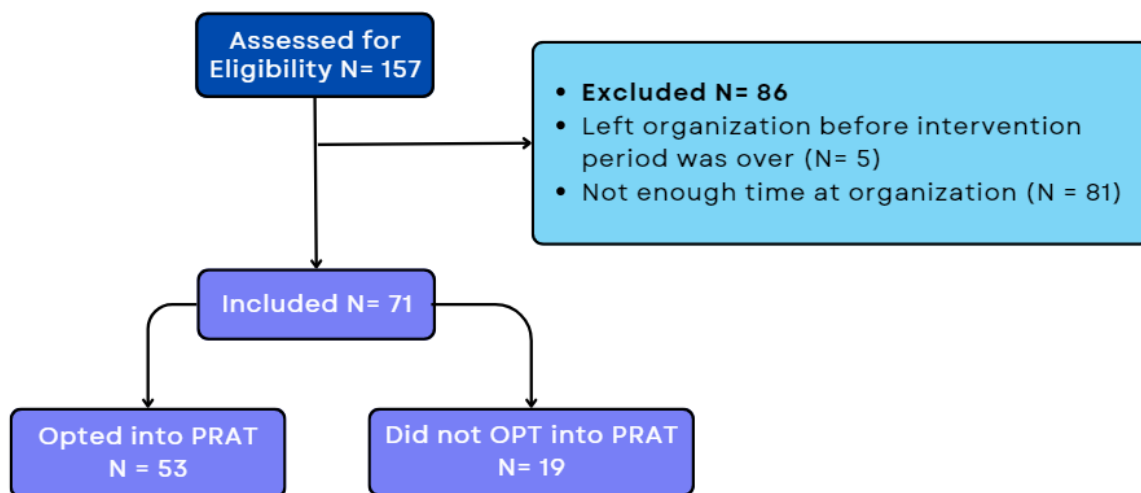 Assessed for
Eligibility N= 157
• Excluded N= 86
• Left organization before intervention
period was over (N= 5)
• Not enough time at organization (N = 81)
Included N= 71
Opted into PRAT
N = 53
Did not OPT into PRAT
N= 19